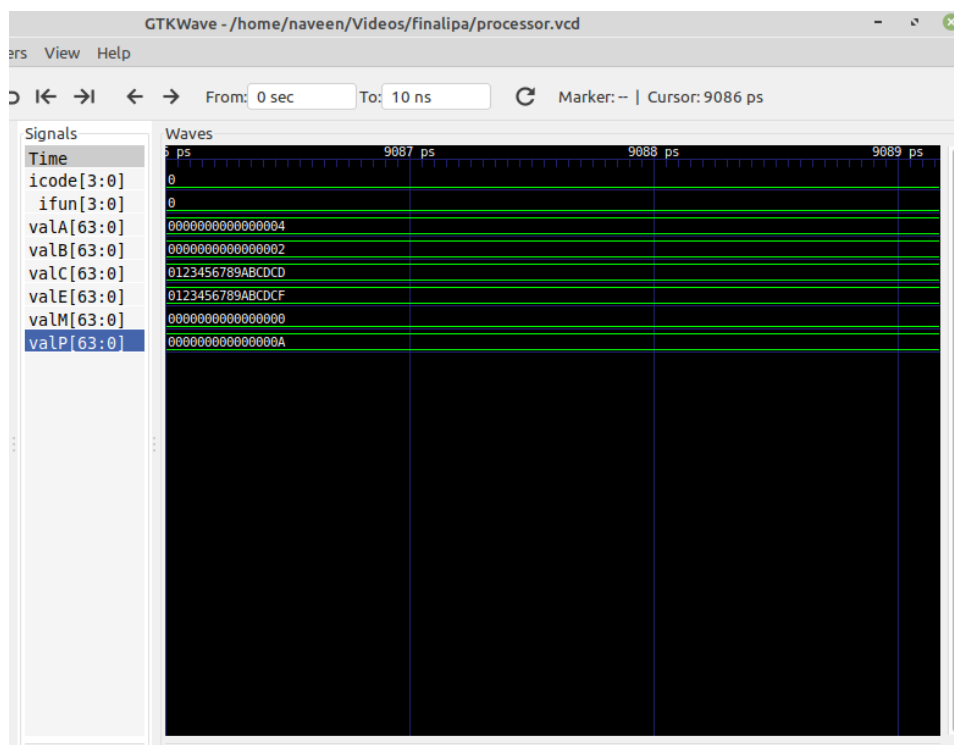 GTKWave - /home/naveen/Videos/finalipa/processor.vcd
ers View Help
From: 0 sec To: 10 ns Marker: -- | Cursor: 9086 ps
Signals Waves
Time ps 9087 ps 9088 ps 9089 ps
icode[3:0] 0
ifun[3:0] 0
valA[63:0] 0000000000000004
valB[63:0] 0000000000000002
valC[63:0] 0123456789ABCDCD
valE[63:0] 0123456789ABCDCF
valM[63:0] 0000000000000000
valP[63:0] 000000000000000A